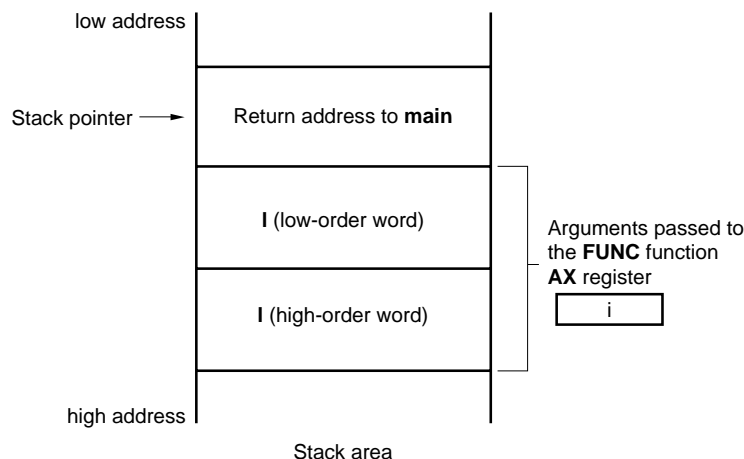 low address
Stack pointer
Return address to main
l (low-order word)
Arguments passed to
the FUNC function
AX register
i
l (high-order word)
high address
Stack area